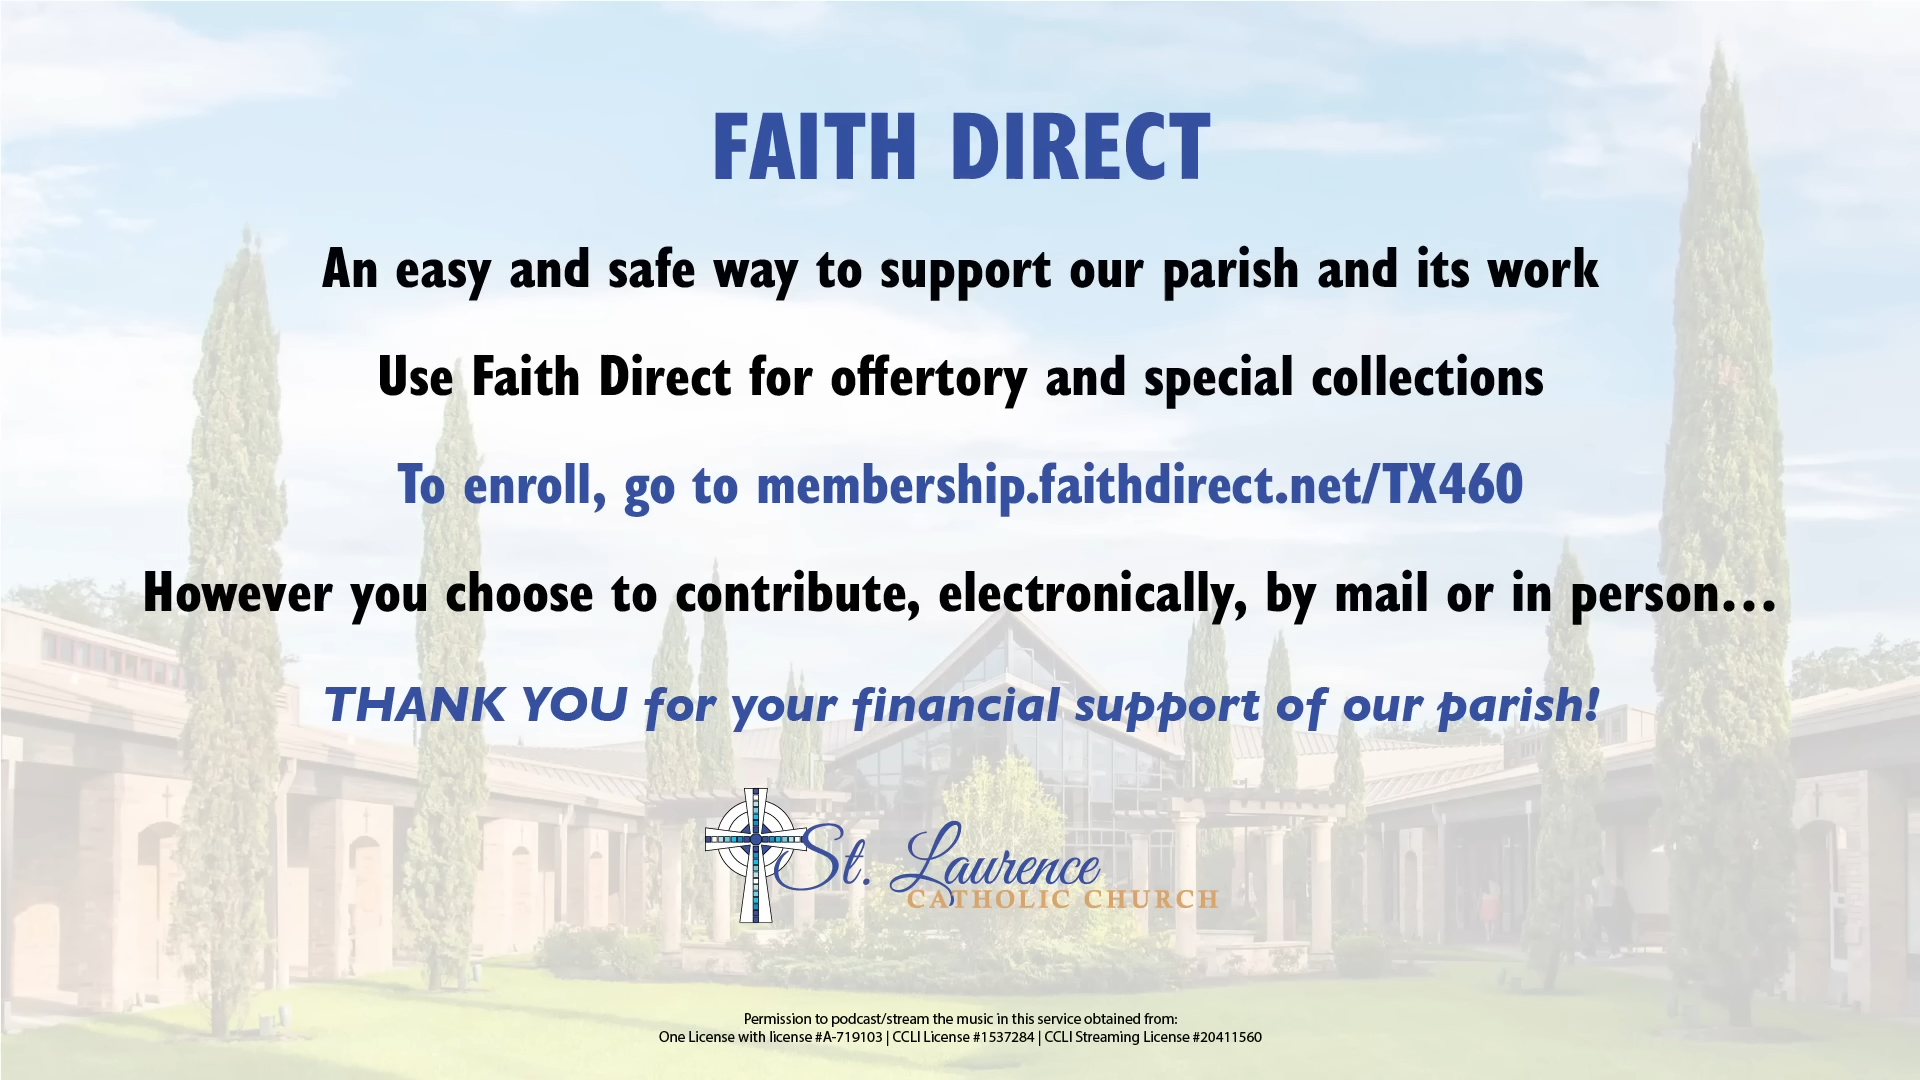 FAITH DIRECT
An easy and safe way to support our parish and its work
Use Faith Direct for offertory and special collections
To enroll, go to membership.faithdirect.net/TX460
However you choose to contribute, electronically, by mail or in person...
THANK YOU for your financial support of our parish!
St. Laurence
CATHOLIC CHURCH
Permission to podcast/stream the music in this service obtained from:
One License with license #A-719103 | CCLI License #1537284 | CCLI Streaming License #20411560